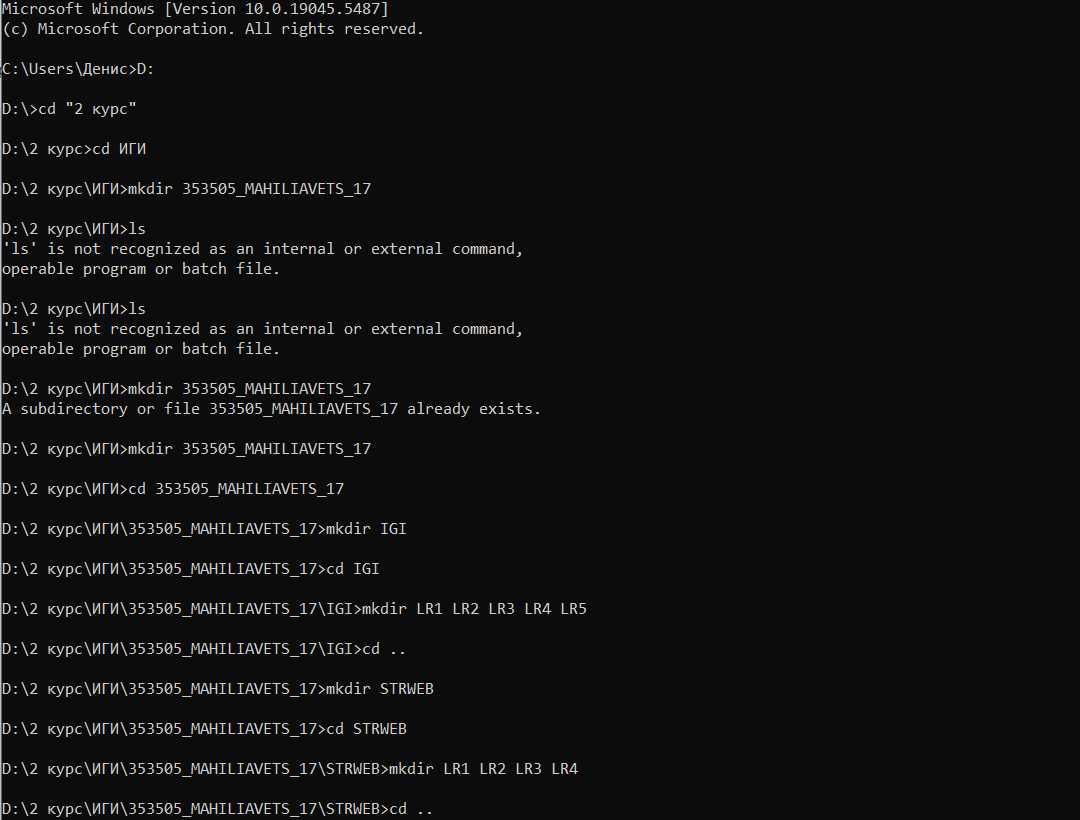 Microsoft Windows [Version 10.0.19045.5487]
(c) Microsoft Corporation. All rights reserved.
C:\Users\Денис>D:
D:\>cd "2 курс"
D:\2 курс>cd ИГИ
D:\2 курс\ИГИ>mkdir 353505_MAHILIAVETS_17
D:\2 курс\ИГИ>ls
'ls' is not recognized as an internal or external command,
operable program or batch file.
D:\2 курс\ИГИ>ls
'ls' is not recognized as an internal or external command,
operable program or batch file.
D:\2 курс\ИГИ>mkdir 353505_MAHILIAVETS_17
A subdirectory or file 353505_MAHILIAVETS_17 already exists.
D:\2 курс\ИГИ>mkdir 353505_MAHILIAVETS_17
D:\2 курс\ИГИ>cd 353505_MAHILIAVETS_17
D:\2 курс\ИГИ\353505_MAHILIAVETS_17>mkdir IGI
D:\2 курс\ИГИ\353505_MAHILIAVETS_17>cd IGI
D:\2 курс\ИГИ\353505_MAHILIAVETS_17\IGI>mkdir LR1 LR2 LR3 LR4 LR5
D:\2 курс\ИГИ\353505_MAHILIAVETS_17\IGI>cd ..
D:\2 курс\ИГИ\353505_MAHILIAVETS_17>mkdir STRWEB
D:\2 курс\ИГИ\353505_MAHILIAVETS_17>cd STRWEB
D:\2 курс\ИГИ\353505_MAHILIAVETS_17\STRWEB>mkdir LR1 LR2 LR3 LR4
D:\2 курс\ИГИ\353505_MAHILIAVETS_17\STRWEB>cd ..